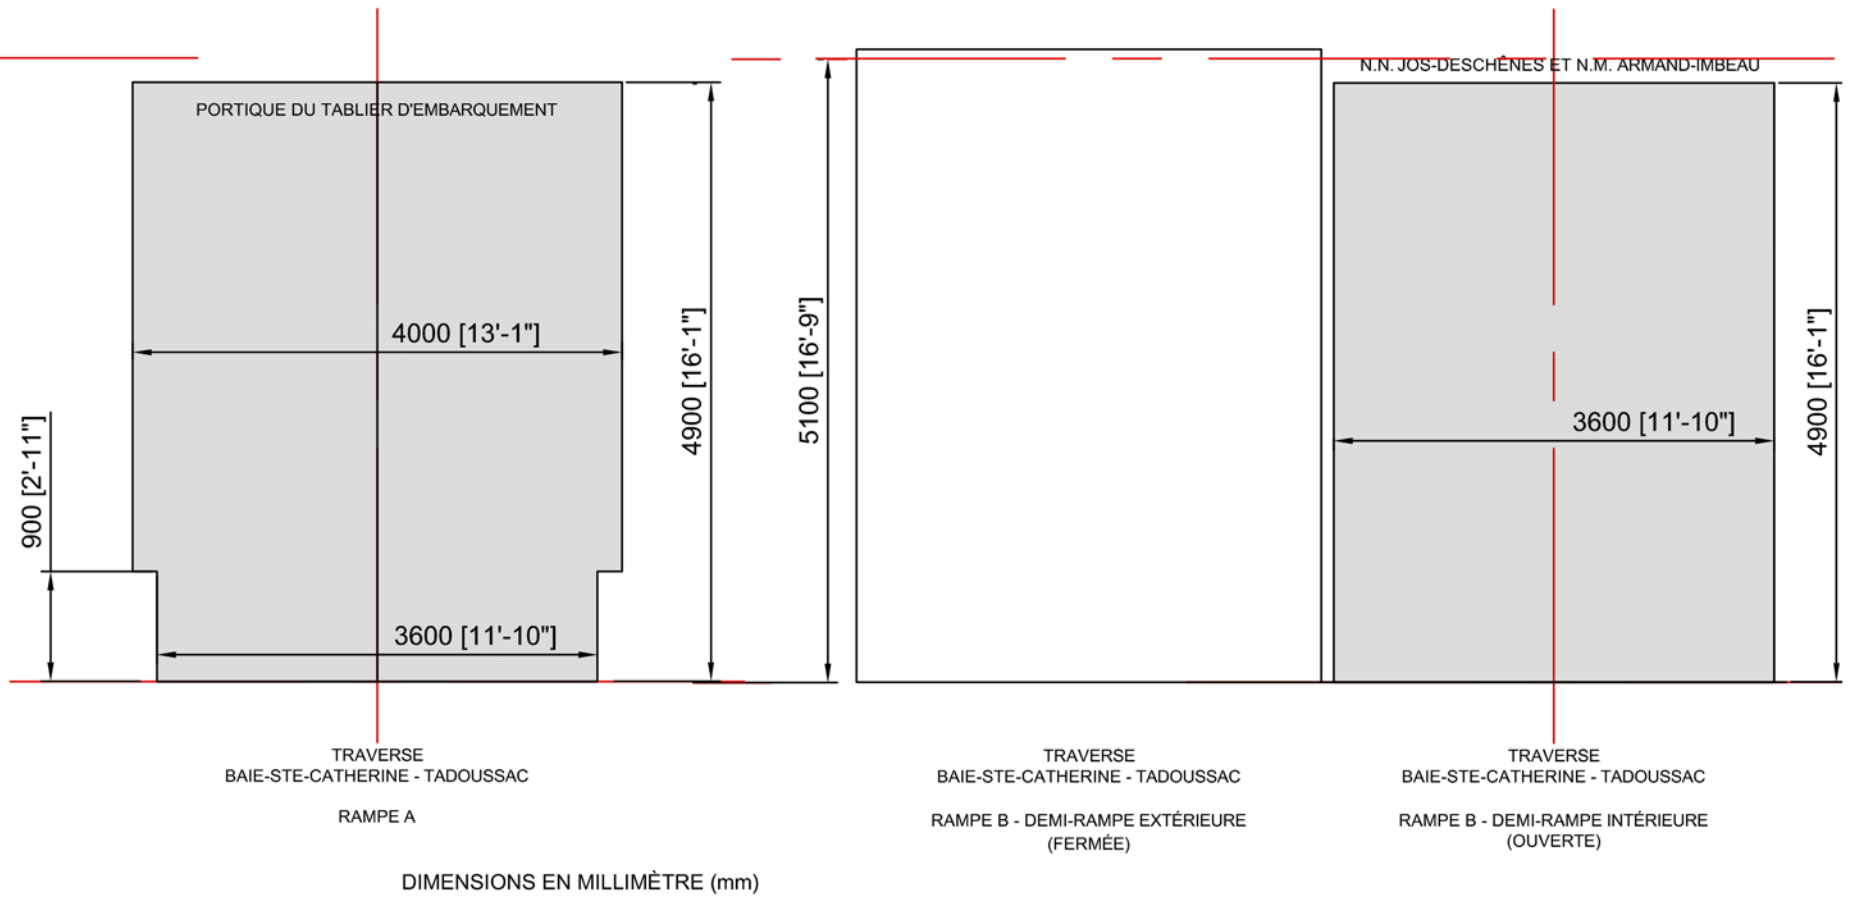 N.N. JOS-DESCHÊNES ET N.M. ARMAND-IMBEAU
PORTIQUE DU TABLIER D'EMBARQUEMENT
4000 [13'-1"]
4900 [16'-1"]
5100 [16'-9"]
4900 [16'-1"]
3600 [11'-10"]
900 [2'-11"]
3600 [11'-10"]
TRAVERSE
BAIE-STE-CATHERINE - TADOUSSAC
RAMPE A
TRAVERSE
BAIE-STE-CATHERINE - TADOUSSAC
RAMPE B - DEMI-RAMPE EXTÉRIEURE
(FERMÉE)
TRAVERSE
BAIE-STE-CATHERINE - TADOUSSAC
RAMPE B - DEMI-RAMPE INTÉRIEURE
(OUVERTE)
DIMENSIONS EN MILLIMÈTRE (mm)